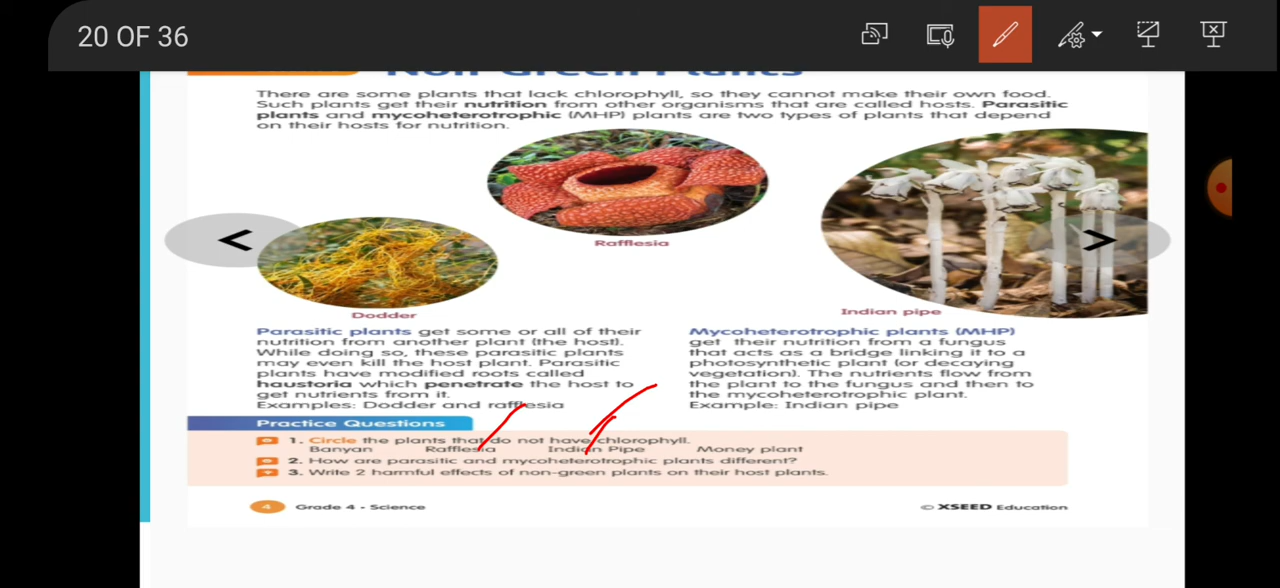 20 OF 36
Non-Green Plants
There are some plants that lack chlorophyll, so they cannot make their own food.
Such plants get their nutrition from other organisms that are called hosts. Parasitic
plants and mycoheterotrophic (MHP) plants are two types of plants that depend
on their hosts for nutrition.
Rafflesia
Dodder
Indian pipe
Parasitic plants get some or all of their
nutrition from another plant (the host).
While doing so, these parasitic plants
may even kill the host plant. Parasitic
plants have modified roots called
haustoria which penetrate the host to
get nutrients from it.
Examples: Dodder and rafflesia
Mycoheterotrophic plants (MHP)
get their nutrition from a fungus
that acts as a bridge linking it to a
photosynthetic plant (or decaying
vegetation). The nutrients flow from
the plant to the fungus and then to
the mycoheterotrophic plant.
Example: Indian pipe
Practice Questions
1. Circle the plants that do not have chlorophyll.
Banyan Rafflesia Indian Pipe Money plant
2. How are parasitic and mycoheterotrophic plants different?
3. Write 2 harmful effects of non-green plants on their host plants.
4 Grade 4 • Science
© XSEED Education